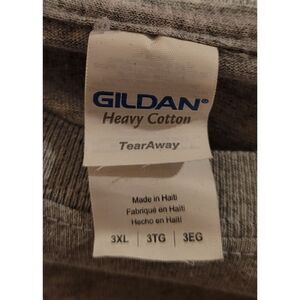 GILDAN®
Heavy Cotton
TearAway
Made in Haiti
Fabriqué en Haïti
Hecho en Haití
3XL | 3TG | 3EG